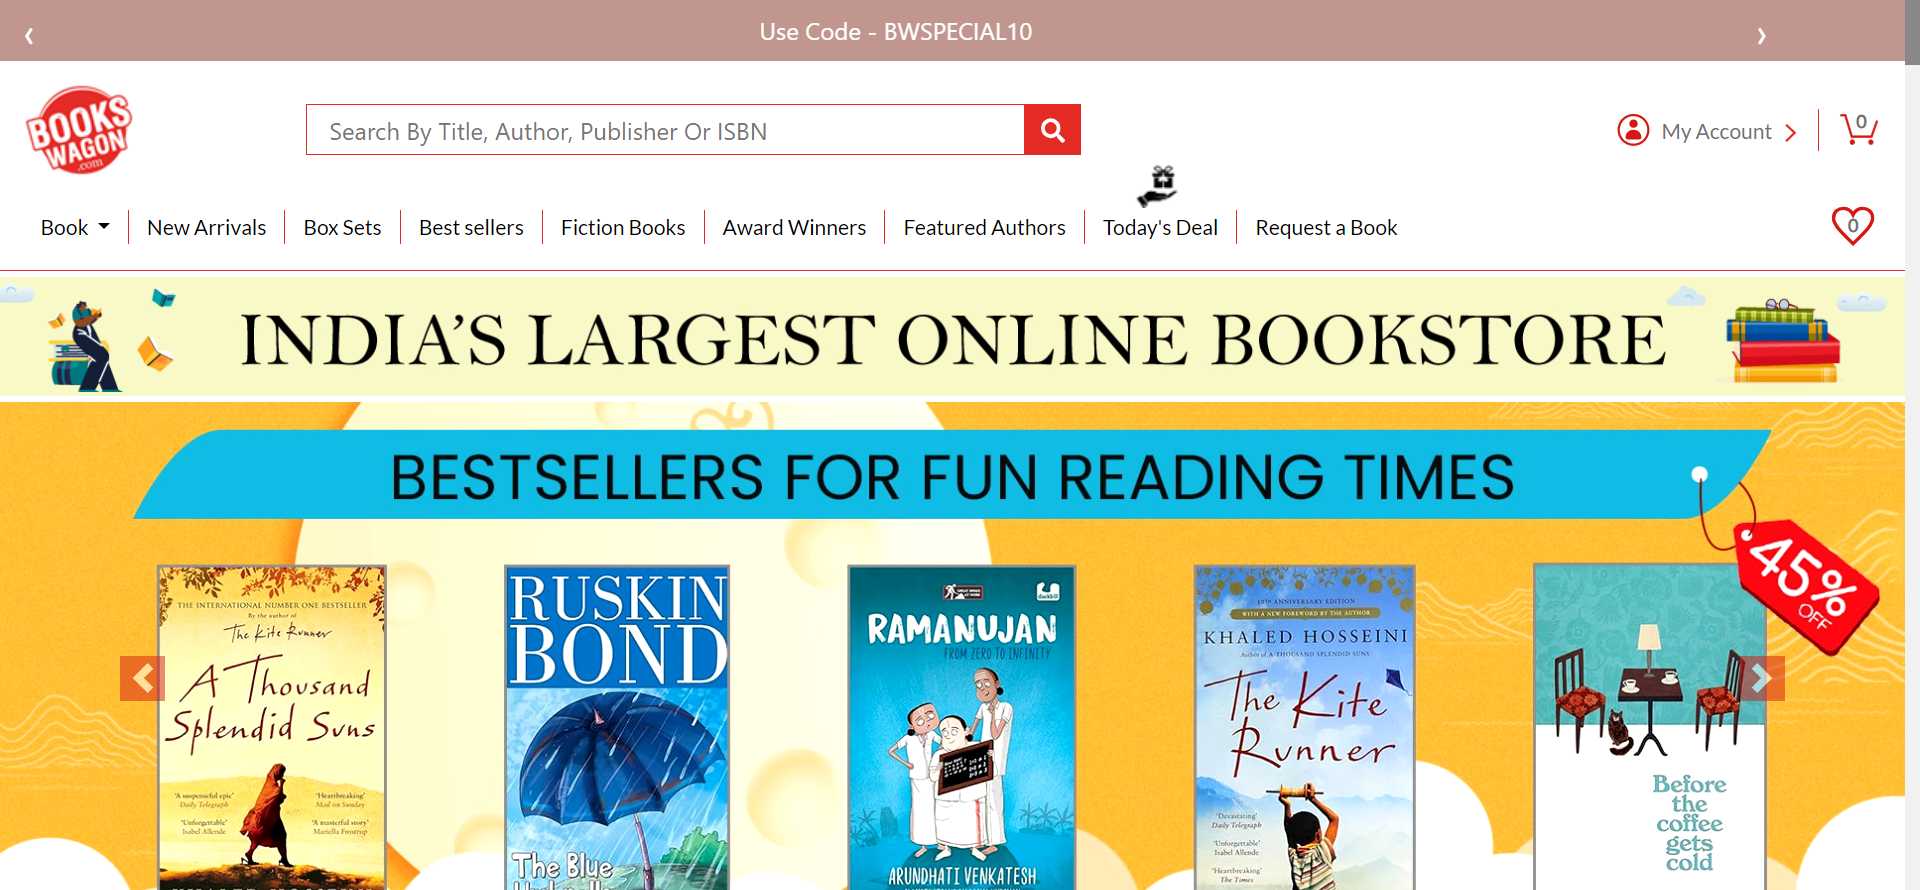 Use Code - BWSPECIAL10
BOOKS
WAGON
.com
Search By Title, Author, Publisher Or ISBN
My Account
0
Book
New Arrivals
Box Sets
Best sellers
Fiction Books
Award Winners
Featured Authors
Today's Deal
Request a Book
0
INDIA'S LARGEST ONLINE BOOKSTORE
BESTSELLERS FOR FUN READING TIMES
45%
OFF
THE INTERNATIONAL NUMBER ONE BESTSELLER
By the author of
The Kite Runner
A Thousand
Splendid Suns
'A suspenseful epic'
Daily Telegraph
'Heartbreaking'
Mail on Sunday
'Unforgettable'
Isabel Allende
'A masterful story'
Mariella Frostrup
RUSKIN
BOND
The Blue
Umbrella
duckbill
RAMANUJAN
FROM ZERO TO INFINITY
ARUNDHATI VENKATESH
10TH ANNIVERSARY EDITION
WITH A NEW FOREWORD BY THE AUTHOR
KHALED HOSSEINI
Author of A THOUSAND SPLENDID SUNS
The Kite
Runner
'Devastating'
Daily Telegraph
'Unforgettable'
Isabel Allende
'Heartbreaking'
The Times
Before
the
coffee
gets
cold